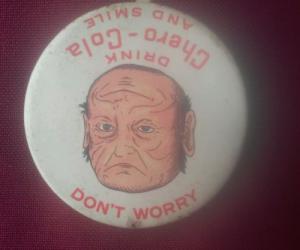 DRINK
Chero-Cola
AND SMILE
DON'T WORRY